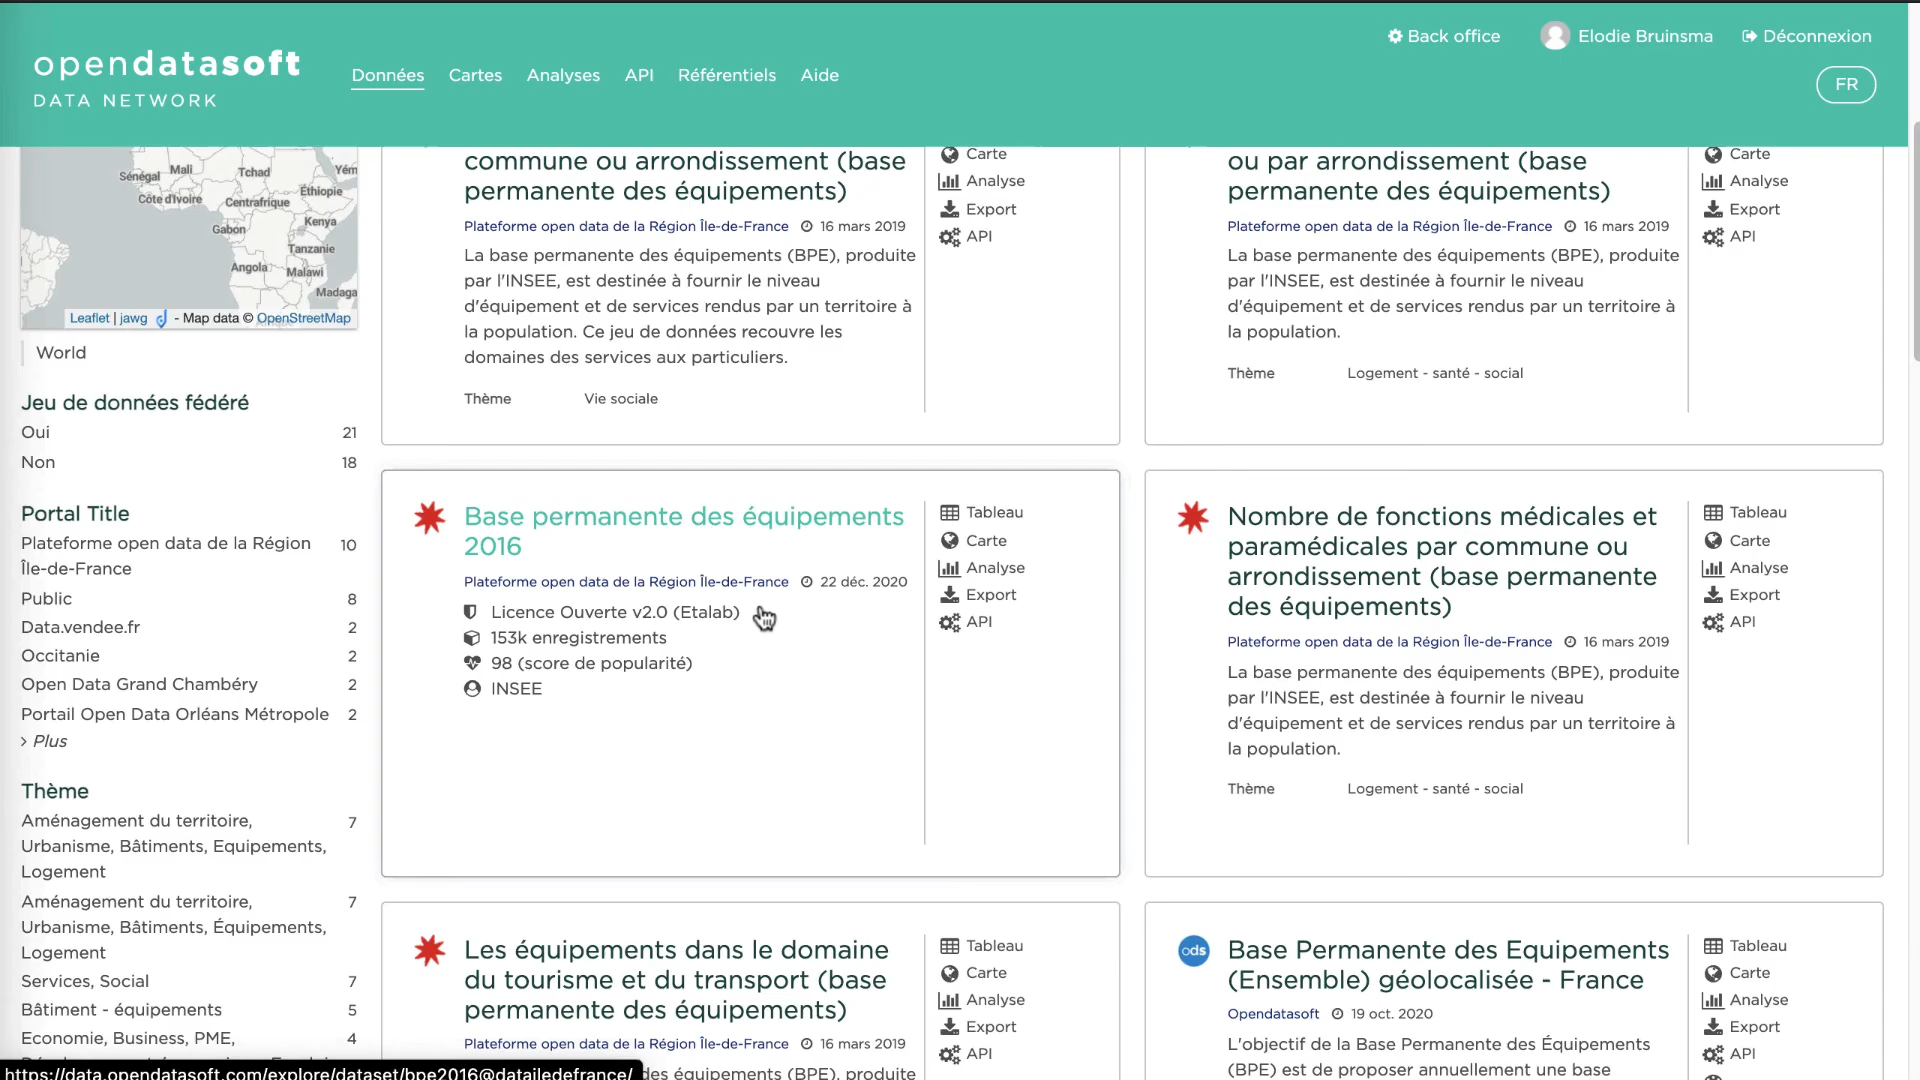 opendatasoft
DATA NETWORK
Données
Cartes
Analyses
API
Référentiels
Aide
Back office
Elodie Bruinsma
Déconnexion
FR
Sénégal
Mali
Tchad
Yém
Côte d'Ivoire
Centrafrique
Éthiopie
Gabon
Kenya
Tanzanie
Angola
Malawi
Madaga
Leaflet | jawg - Map data © OpenStreetMap
World
Jeu de données fédéré
Oui 21
Non 18
Portal Title
Plateforme open data de la Région 10
Île-de-France
Public 8
Data.vendee.fr 2
Occitanie 2
Open Data Grand Chambéry 2
Portail Open Data Orléans Métropole 2
> Plus
Thème
Aménagement du territoire, 7
Urbanisme, Bâtiments, Equipements,
Logement
Aménagement du territoire, 7
Urbanisme, Bâtiments, Équipements,
Logement
Services, Social 7
Bâtiment - équipements 5
Economie, Business, PME, 4
https://data.opendatasoft.com/explore/dataset/bpe2016@datailedefrance/
commune ou arrondissement (base
permanente des équipements)
Plateforme open data de la Région Île-de-France 16 mars 2019
La base permanente des équipements (BPE), produite
par l'INSEE, est destinée à fournir le niveau
d'équipement et de services rendus par un territoire à
la population. Ce jeu de données recouvre les
domaines des services aux particuliers.
Thème Vie sociale
Carte
Analyse
Export
API
ou par arrondissement (base
permanente des équipements)
Plateforme open data de la Région Île-de-France 16 mars 2019
La base permanente des équipements (BPE), produite
par l'INSEE, est destinée à fournir le niveau
d'équipement et de services rendus par un territoire à
la population.
Thème Logement - santé - social
Carte
Analyse
Export
API
Base permanente des équipements
2016
Plateforme open data de la Région Île-de-France 22 déc. 2020
Licence Ouverte v2.0 (Etalab)
153k enregistrements
98 (score de popularité)
INSEE
Tableau
Carte
Analyse
Export
API
Nombre de fonctions médicales et
paramédicales par commune ou
arrondissement (base permanente
des équipements)
Plateforme open data de la Région Île-de-France 16 mars 2019
La base permanente des équipements (BPE), produite
par l'INSEE, est destinée à fournir le niveau
d'équipement et de services rendus par un territoire à
la population.
Thème Logement - santé - social
Tableau
Carte
Analyse
Export
API
Les équipements dans le domaine
du tourisme et du transport (base
permanente des équipements)
Plateforme open data de la Région Île-de-France 16 mars 2019
des équipements (BPE), produite
Tableau
Carte
Analyse
Export
API
ods
Base Permanente des Equipements
(Ensemble) géolocalisée - France
Opendatasoft 19 oct. 2020
L'objectif de la Base Permanente des Équipements
(BPE) est de proposer annuellement une base
Tableau
Carte
Analyse
Export
API